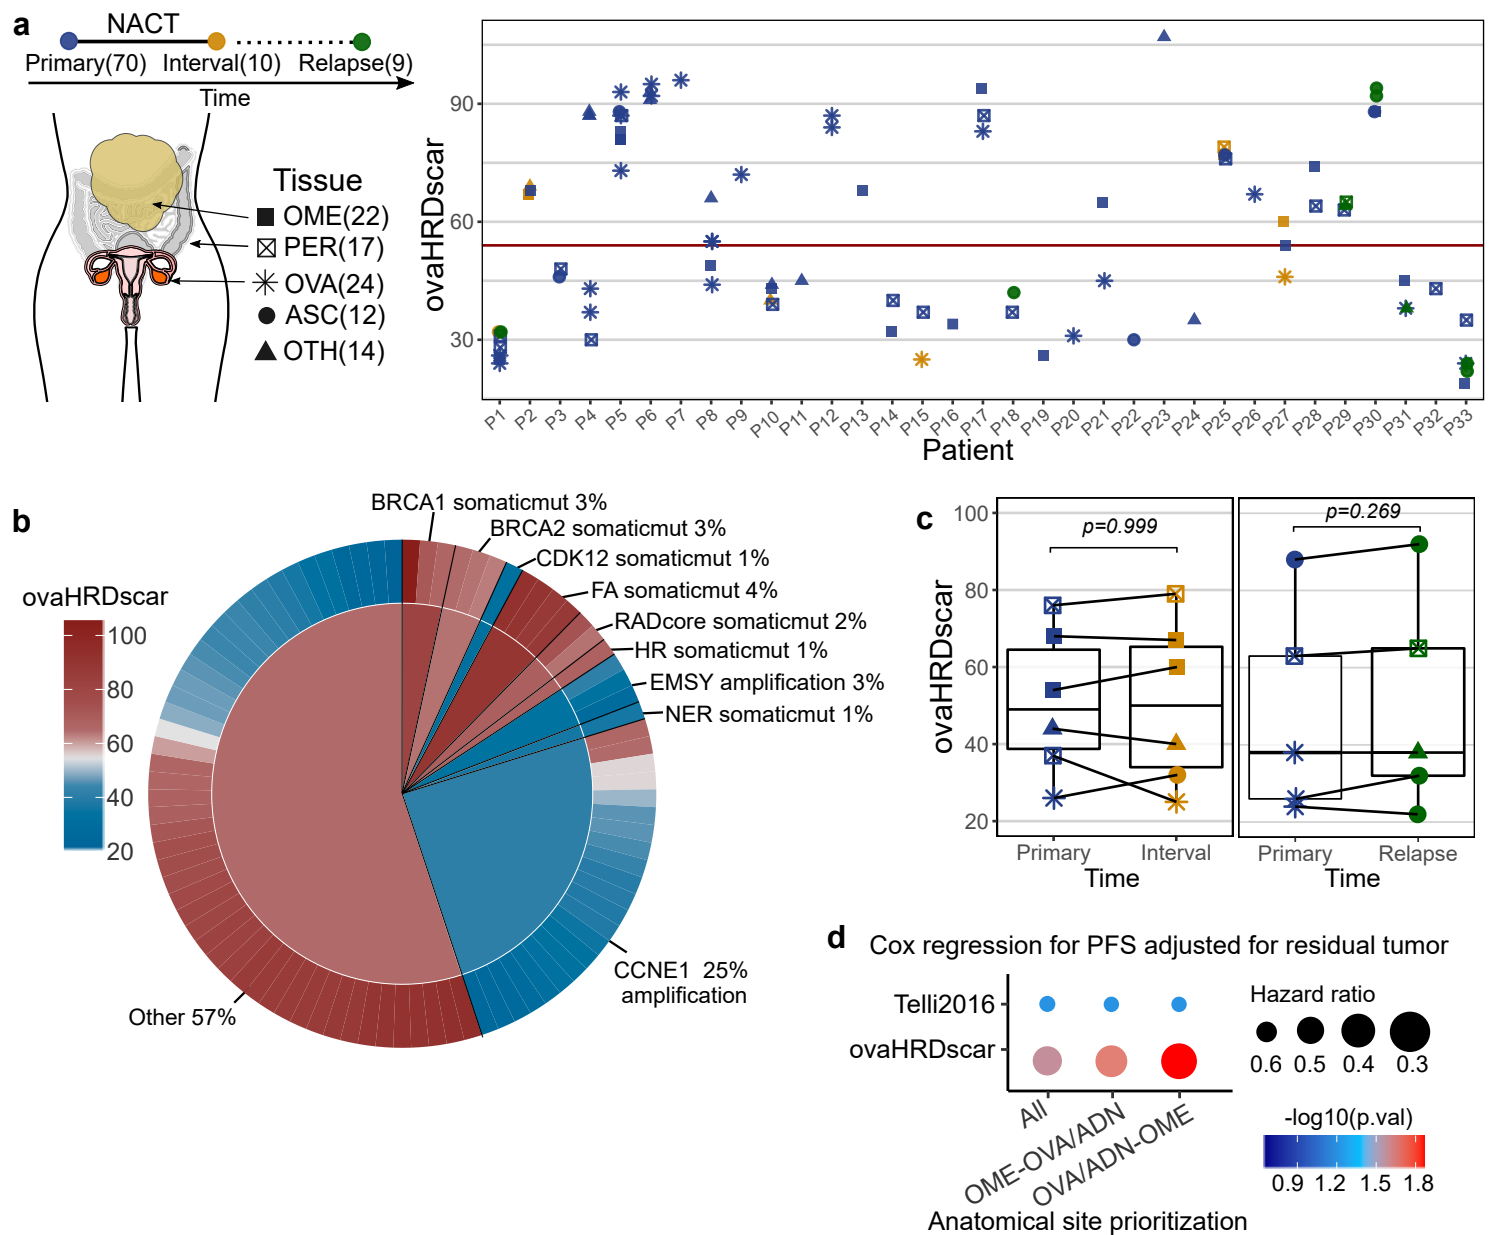 a
NACT
Primary(70) Interval(10) Relapse(9)
Time
Tissue
OME(22)
PER(17)
OVA(24)
ASC(12)
OTH(14)
ovaHRDscar
90
60
30
P1 P2 P3 P4 P5 P6 P7 P8 P9 P10 P11 P12 P13 P14 P15 P16 P17 P18 P19 P20 P21 P22 P23 P24 P25 P26 P27 P28 P29 P30 P31 P32 P33
Patient
b
ovaHRDscar
100
80
60
40
20
BRCA1 somaticmut 3%
BRCA2 somaticmut 3%
CDK12 somaticmut 1%
FA somaticmut 4%
RADcore somaticmut 2%
HR somaticmut 1%
EMSY amplification 3%
NER somaticmut 1%
CCNE1 25%
amplification
Other 57%
c
ovaHRDscar
100
80
60
40
20
p=0.999
p=0.269
Primary Interval
Time
Primary Relapse
Time
d
Cox regression for PFS adjusted for residual tumor
Telli2016
ovaHRDscar
All
OME-OVA/ADN
OVA/ADN-OME
Anatomical site prioritization
Hazard ratio
0.6 0.5 0.4 0.3
-log10(p.val)
0.9 1.2 1.5 1.8